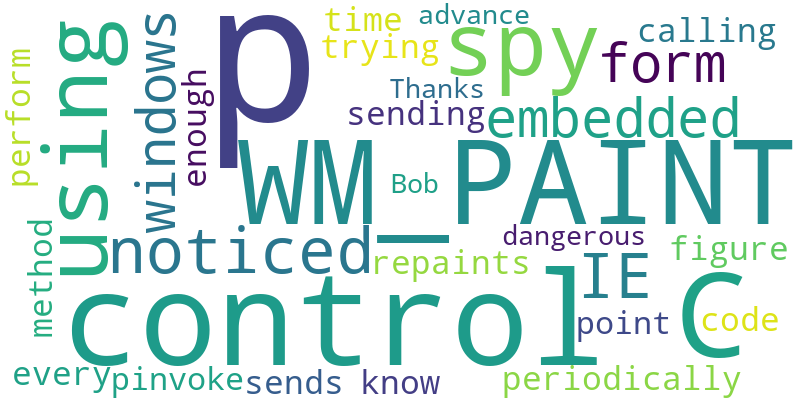 p
time
advance
calling
trying
spy
form
using
windows
perform
enough
Thanks
sending
embedded
WM_PAINT
Bob
noticed
dangerous
repaints
figure
method
IE
control
C
point
code
every
pinvoke
sends
know
periodically